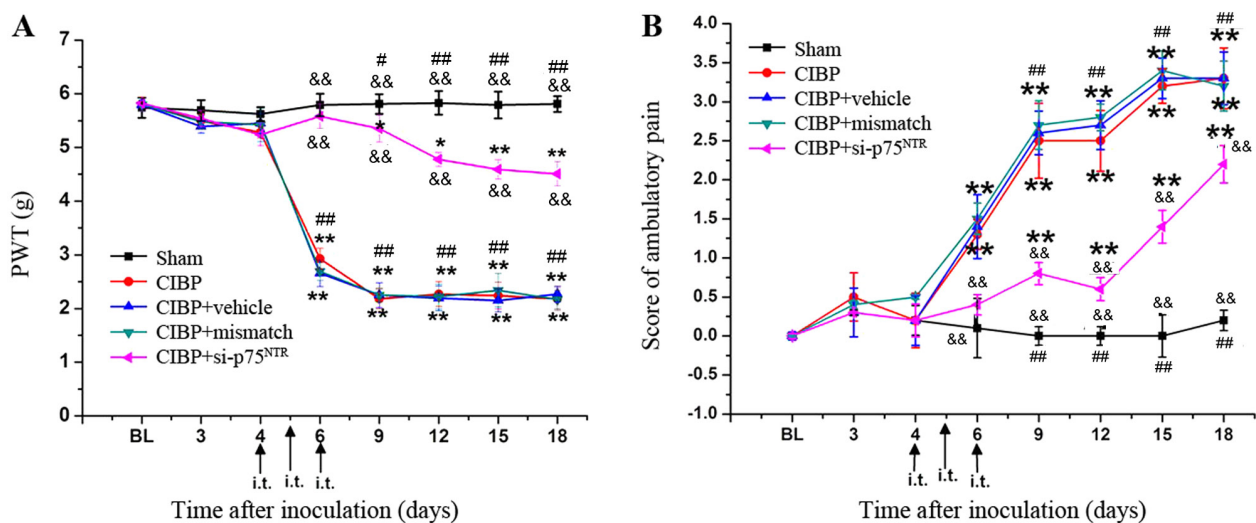 A
PWT (g)
7
6
5
4
3
2
1
0
# ## ## ##
&& && && && &&
*
&& && * ** **
&& && &&
##
**
## ## ## ##
** ** ** **
**
** ** ** **
Sham
CIBP
CIBP+vehicle
CIBP+mismatch
CIBP+si-p75NTR
BL 3 4 6 9 12 15 18
i.t. i.t. i.t.
Time after inoculation (days)
B
Score of ambulatory pain
4.0
3.5
3.0
2.5
2.0
1.5
1.0
0.5
0.0
-0.5
-1.0
Sham
CIBP
CIBP+vehicle
CIBP+mismatch
CIBP+si-p75NTR
## ##
** **
## ##
** **
** **
** &&
** ** ** **
&&
** ** **
&& && &&
&& && && && &&
## ## ## ##
BL 3 4 6 9 12 15 18
i.t. i.t. i.t.
Time after inoculation (days)